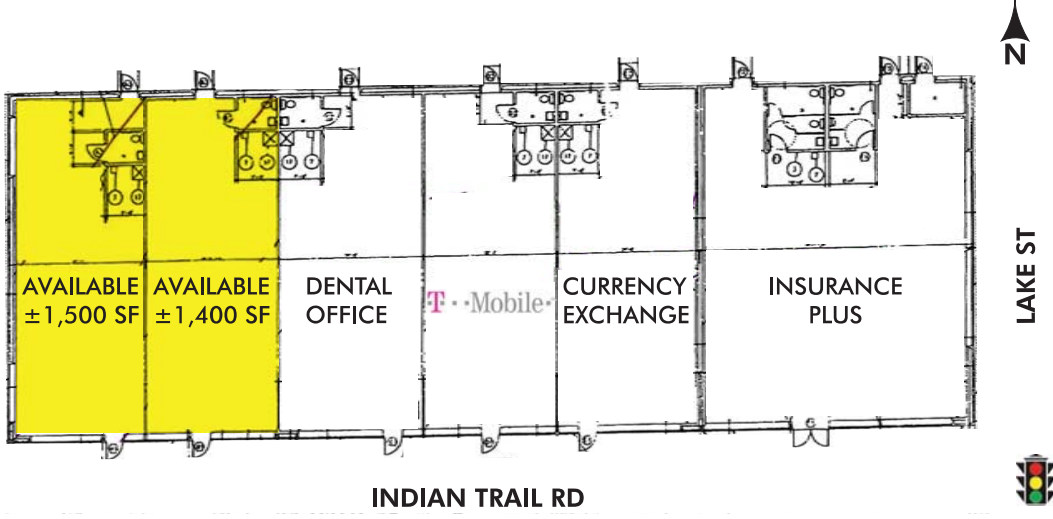 N
AVAILABLE
±1,500 SF
AVAILABLE
±1,400 SF
DENTAL
OFFICE
T··Mobile·
CURRENCY
EXCHANGE
INSURANCE
PLUS
LAKE ST
INDIAN TRAIL RD